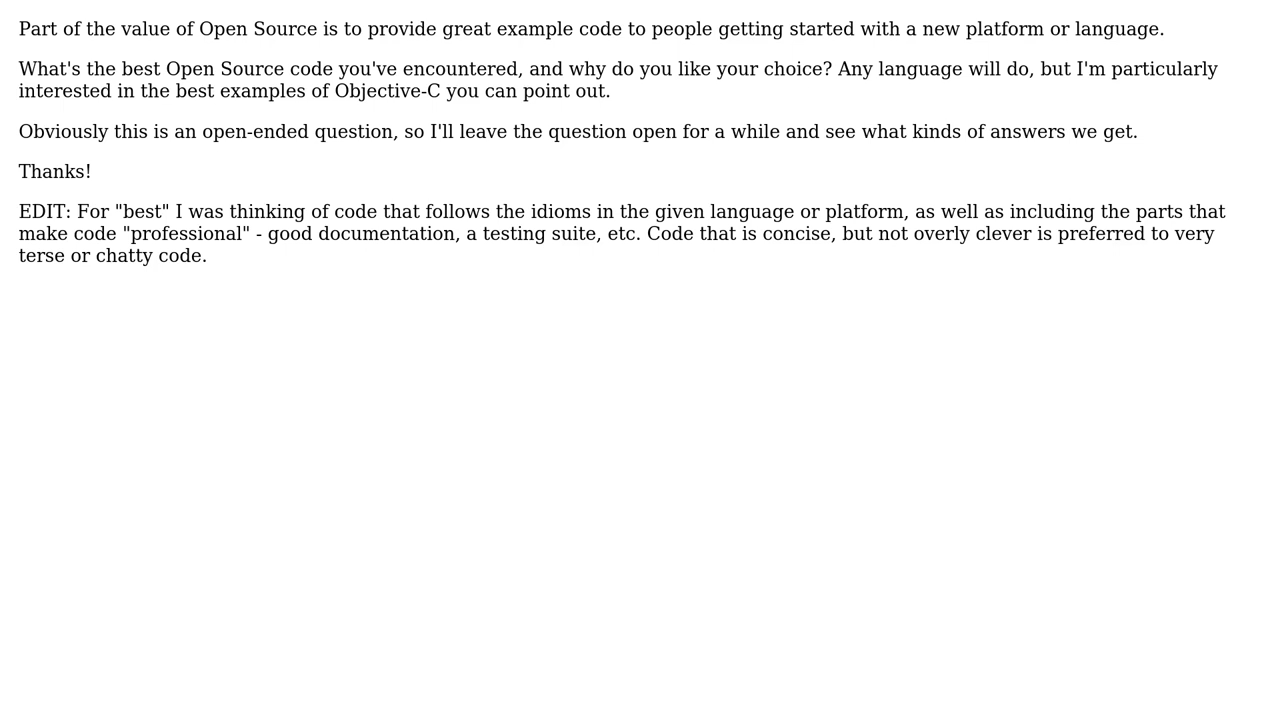 Part of the value of Open Source is to provide great example code to people getting started with a new platform or language.
What's the best Open Source code you've encountered, and why do you like your choice? Any language will do, but I'm particularly
interested in the best examples of Objective-C you can point out.
Obviously this is an open-ended question, so I'll leave the question open for a while and see what kinds of answers we get.
Thanks!
EDIT: For "best" I was thinking of code that follows the idioms in the given language or platform, as well as including the parts that
make code "professional" - good documentation, a testing suite, etc. Code that is concise, but not overly clever is preferred to very
terse or chatty code.